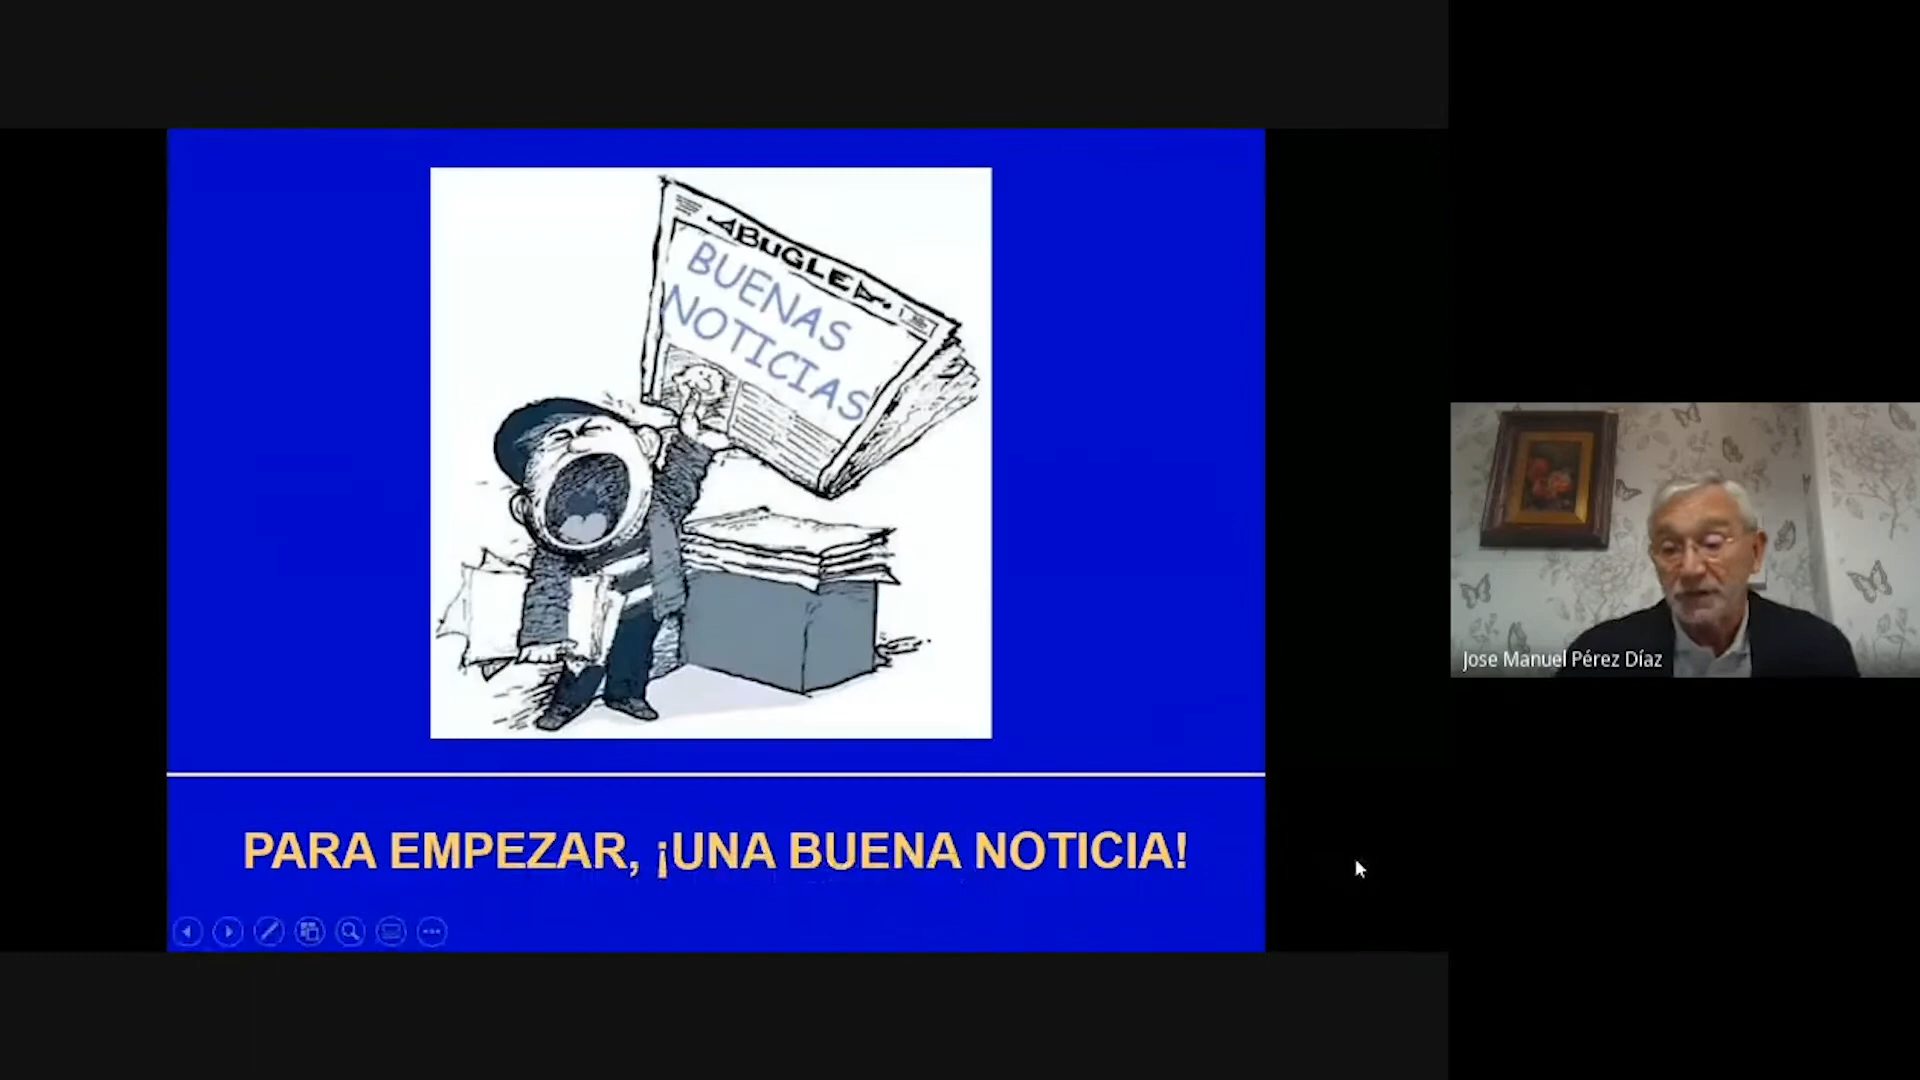 BUGLE
BUENAS
NOTICIAS
PARA EMPEZAR, ¡UNA BUENA NOTICIA!
Jose Manuel Pérez Díaz